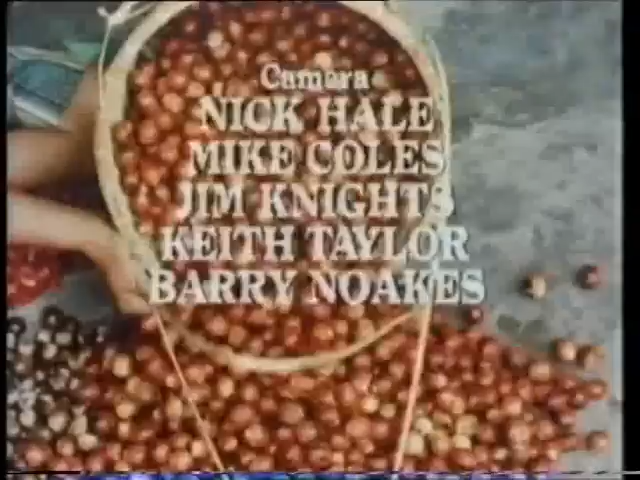 Camera
NICK HALE
MIKE COLES
JIM KNIGHTS
KEITH TAYLOR
BARRY NOAKES